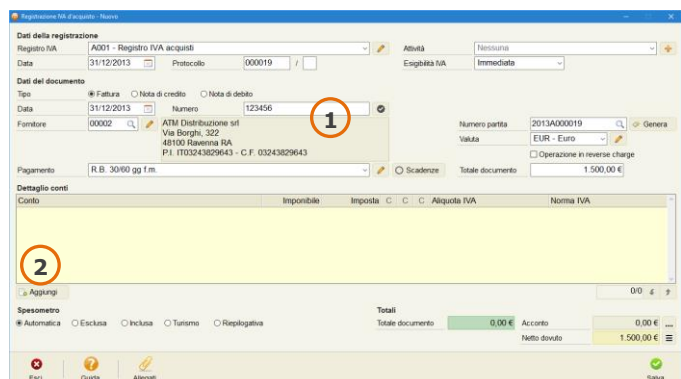 Registrazione IVA d'acquisto - Nuovo
Dati della registrazione
Registro IVA A001 - Registro IVA acquisti Attività Nessuna
Data 31/12/2013 Protocollo 000019 / Esigibilità IVA Immediata
Dati del documento
Tipo Fattura Nota di credito Nota di debito
Data 31/12/2013 Numero 123456 1
Fornitore 00002 ATM Distribuzione srl Numero partita 2013A000019 Genera
Via Borghi, 322
48100 Ravenna RA Valuta EUR - Euro
P.I. IT03243829643 - C.F. 03243829643 Operazione in reverse charge
Pagamento R.B. 30/60 gg f.m. Scadenze Totale documento 1.500,00 €
Dettaglio conti
Conto Imponibile Imposta C C C Aliquota IVA Norma IVA
2
Aggiungi 0/0
Spesometro Totali
Automatica Esclusa Inclusa Turismo Riepilogativa Totale documento 0,00 € Acconto 0,00 € ...
Netto dovuto 1.500,00 €
Esci Guida Allegati Salva